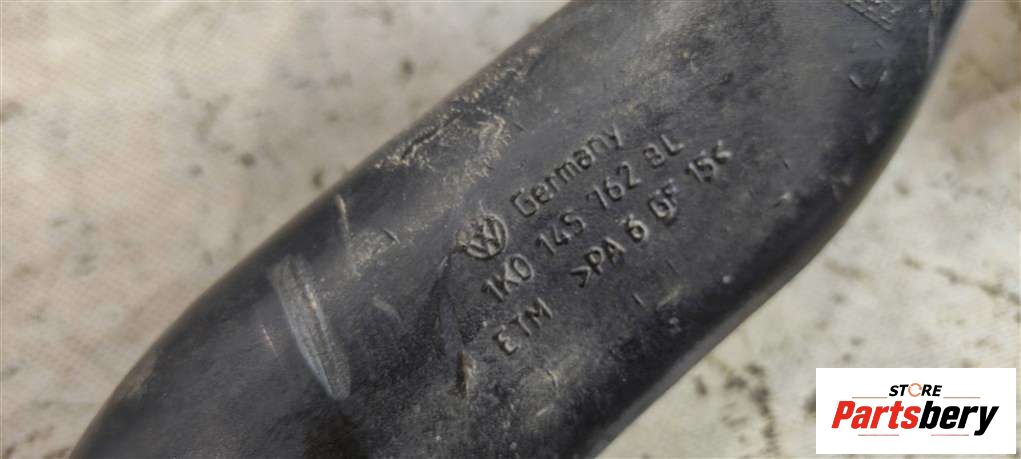 Germany
1K0 145 762 BL
>PA 6 GF 15<
ETM
STORE
Partsbery